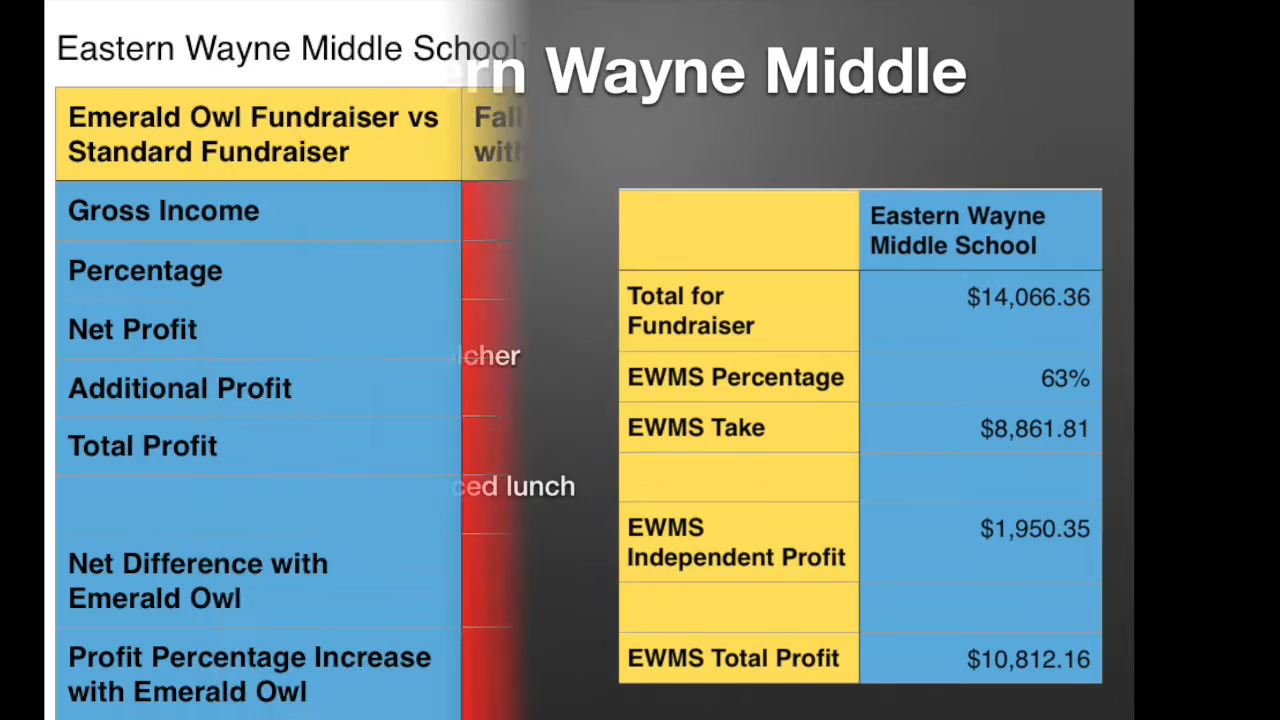 Eastern Wayne Middle School
Emerald Owl Fundraiser vs
Standard Fundraiser
Gross Income
Percentage
Net Profit
Additional Profit
Total Profit
Net Difference with
Emerald Owl
Profit Percentage Increase
with Emerald Owl
Fall
with
rn Wayne Middle
lcher
ced lunch
Eastern Wayne
Middle School
Total for
Fundraiser
$14,066.36
EWMS Percentage
63%
EWMS Take
$8,861.81
EWMS
Independent Profit
$1,950.35
EWMS Total Profit
$10,812.16